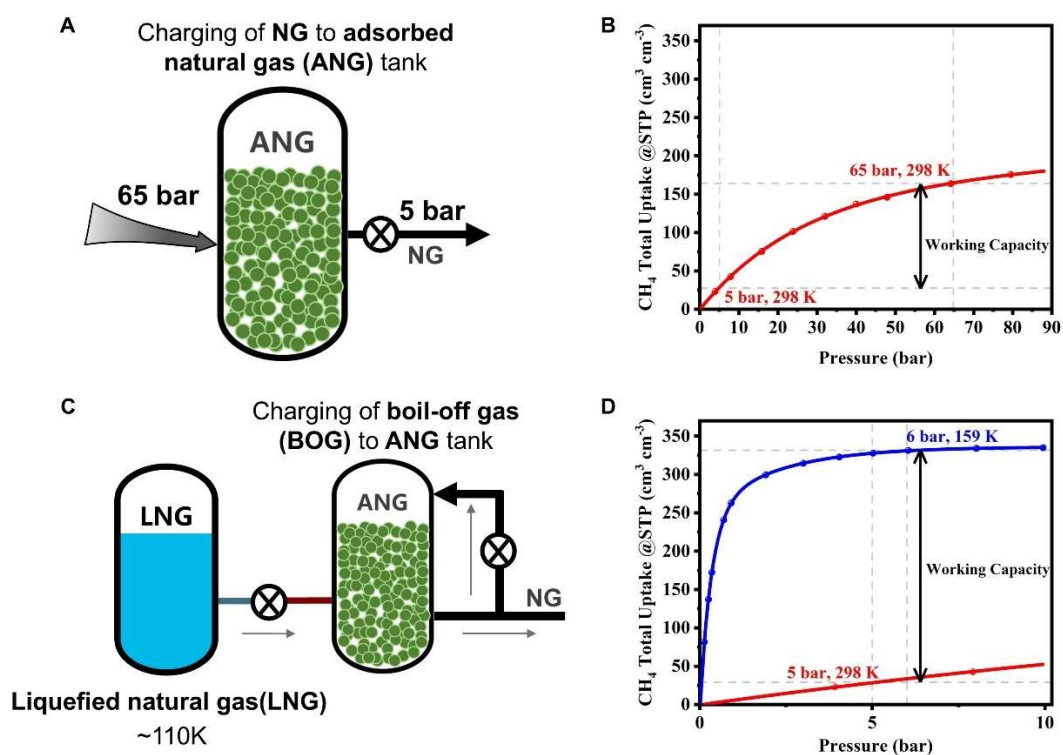 A
Charging of NG to adsorbed
natural gas (ANG) tank
ANG
65 bar
5 bar
NG
B
CH₄ Total Uptake @STP (cm³ cm⁻³)
350
300
250
200
150
100
50
0
65 bar, 298 K
Working Capacity
5 bar, 298 K
0 10 20 30 40 50 60 70 80 90
Pressure (bar)
C
Charging of boil-off gas
(BOG) to ANG tank
LNG
ANG
NG
Liquefied natural gas(LNG)
~110K
D
CH₄ Total Uptake @STP (cm³ cm⁻³)
350
300
250
200
150
100
50
0
6 bar, 159 K
Working Capacity
5 bar, 298 K
0 5 10
Pressure (bar)